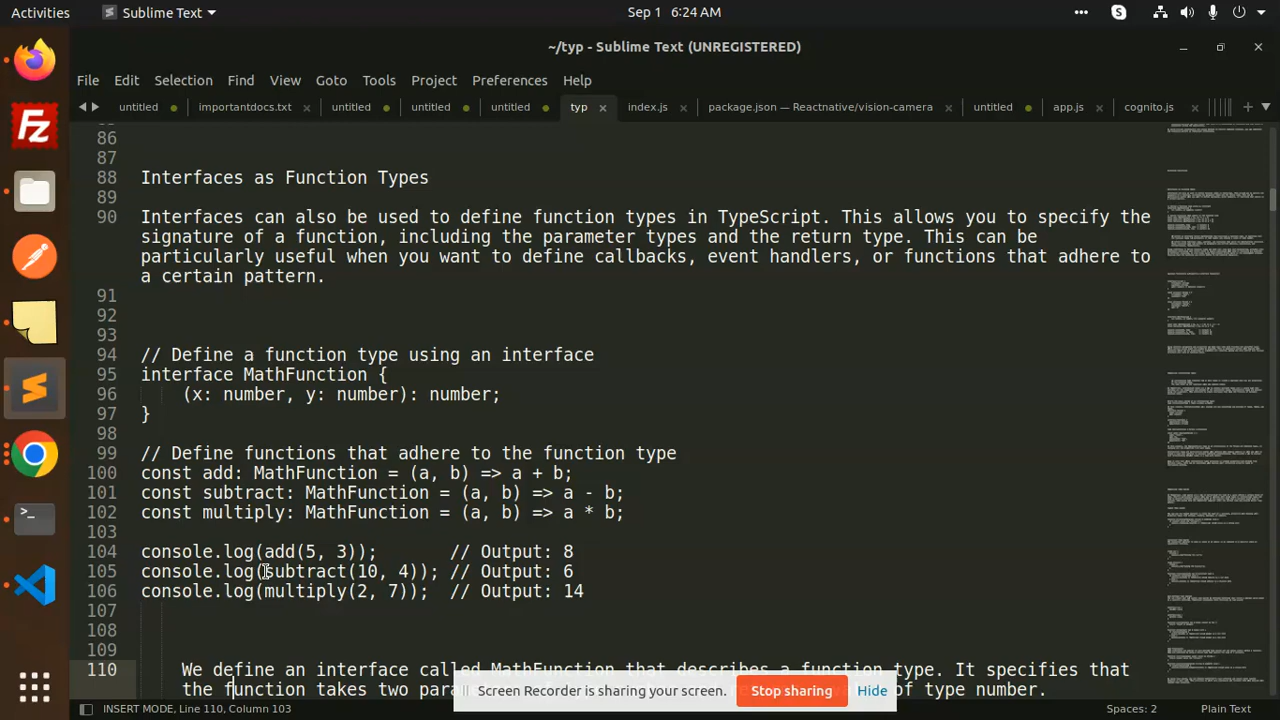 Activities Sublime Text Sep 1 6:24 AM
~/typ - Sublime Text (UNREGISTERED)
File Edit Selection Find View Goto Tools Project Preferences Help
untitled importantdocs.txt untitled untitled untitled typ index.js package.json — Reactnative/vision-camera untitled app.js cognito.js
86
87
88 Interfaces as Function Types
89
90 Interfaces can also be used to define function types in TypeScript. This allows you to specify the
signature of a function, including the parameter types and the return type. This can be
particularly useful when you want to define callbacks, event handlers, or functions that adhere to
a certain pattern.
91
92
93
94 // Define a function type using an interface
95 interface MathFunction {
96 (x: number, y: number): number;
97 }
98
99 // Define functions that adhere to the function type
100 const add: MathFunction = (a, b) => a + b;
101 const subtract: MathFunction = (a, b) => a - b;
102 const multiply: MathFunction = (a, b) => a * b;
103
104 console.log(add(5, 3)); // Output: 8
105 console.log(subtract(10, 4)); // Output: 6
106 console.log(multiply(2, 7)); // Output: 14
107
108
109
110 We define an interface called MathFunction that describes a function type. It specifies that
the function takes two of type number.
Screen Recorder is sharing your screen. Stop sharing Hide
INSERT MODE, Line 110, Column 103 Spaces: 2 Plain Text